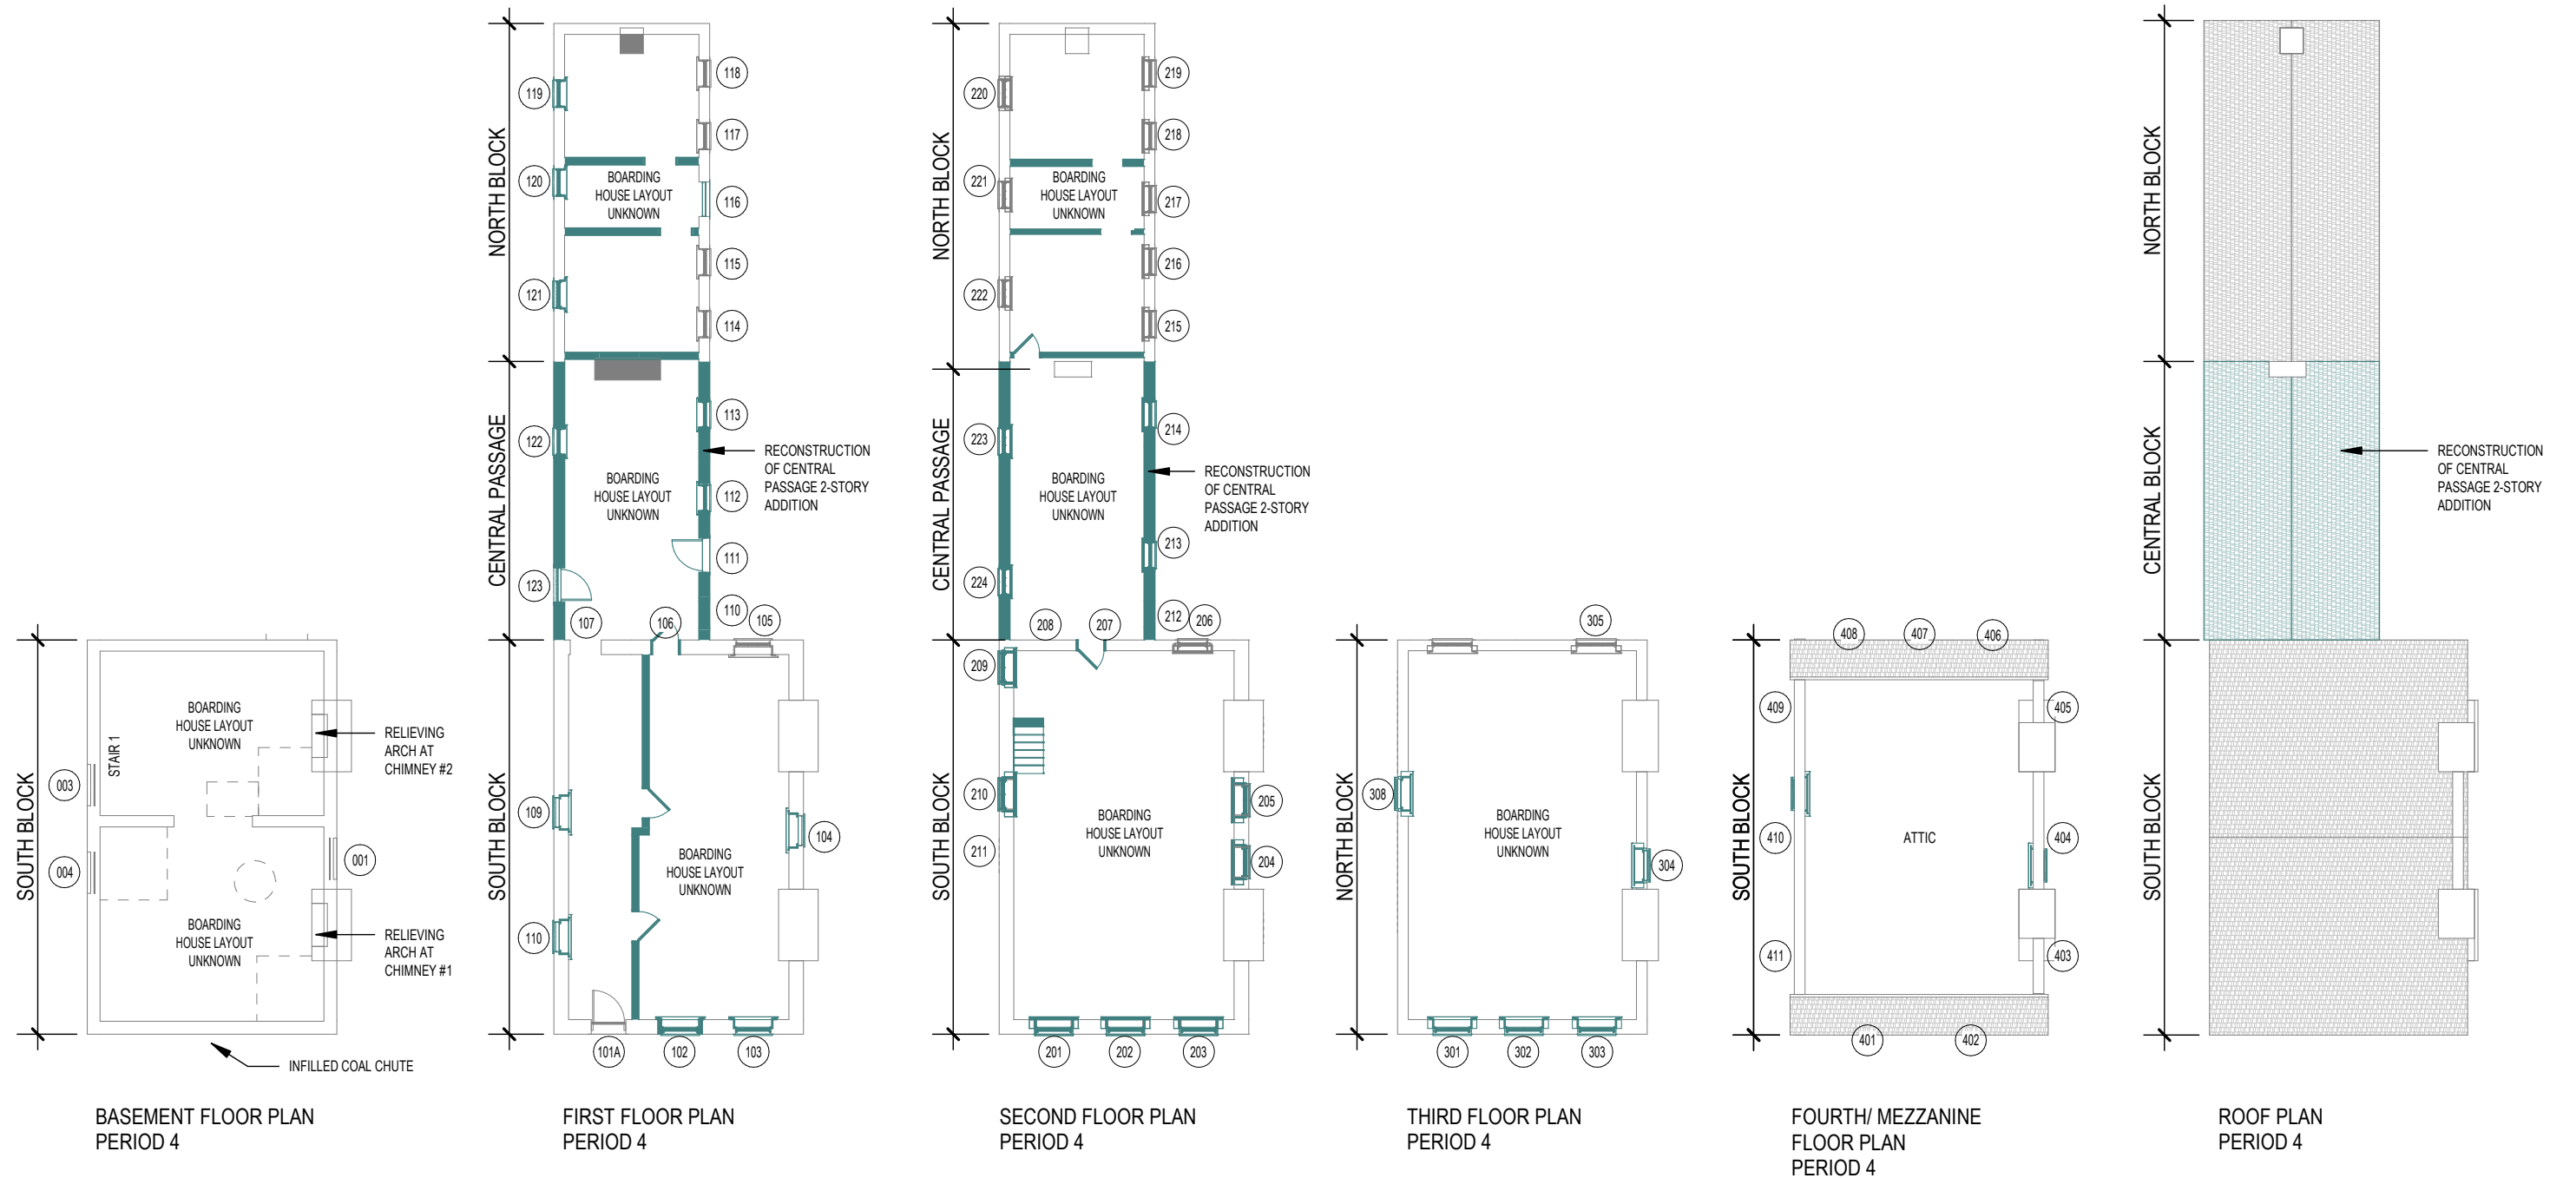 SOUTH BLOCK
STAIR 1
003
004
001
BOARDING
HOUSE LAYOUT
UNKNOWN
RELIEVING
ARCH AT
CHIMNEY #2
BOARDING
HOUSE LAYOUT
UNKNOWN
RELIEVING
ARCH AT
CHIMNEY #1
INFILLED COAL CHUTE
BASEMENT FLOOR PLAN
PERIOD 4
NORTH BLOCK
CENTRAL PASSAGE
SOUTH BLOCK
118
119
117
120
BOARDING
HOUSE LAYOUT
UNKNOWN
116
115
121
114
113
122
RECONSTRUCTION
OF CENTRAL
PASSAGE 2-STORY
ADDITION
BOARDING
HOUSE LAYOUT
UNKNOWN
112
111
123
110
107
106
105
109
104
BOARDING
HOUSE LAYOUT
UNKNOWN
110
101A
102
103
FIRST FLOOR PLAN
PERIOD 4
NORTH BLOCK
CENTRAL PASSAGE
SOUTH BLOCK
219
220
218
221
BOARDING
HOUSE LAYOUT
UNKNOWN
217
216
222
215
214
223
RECONSTRUCTION
OF CENTRAL
PASSAGE 2-STORY
ADDITION
BOARDING
HOUSE LAYOUT
UNKNOWN
213
224
212
206
208
207
209
210
205
BOARDING
HOUSE LAYOUT
UNKNOWN
211
204
201
202
203
SECOND FLOOR PLAN
PERIOD 4
NORTH BLOCK
305
308
BOARDING
HOUSE LAYOUT
UNKNOWN
304
301
302
303
THIRD FLOOR PLAN
PERIOD 4
SOUTH BLOCK
408
407
406
409
405
410
ATTIC
404
411
403
401
402
FOURTH/ MEZZANINE
FLOOR PLAN
PERIOD 4
NORTH BLOCK
CENTRAL BLOCK
SOUTH BLOCK
RECONSTRUCTION
OF CENTRAL
PASSAGE 2-STORY
ADDITION
ROOF PLAN
PERIOD 4